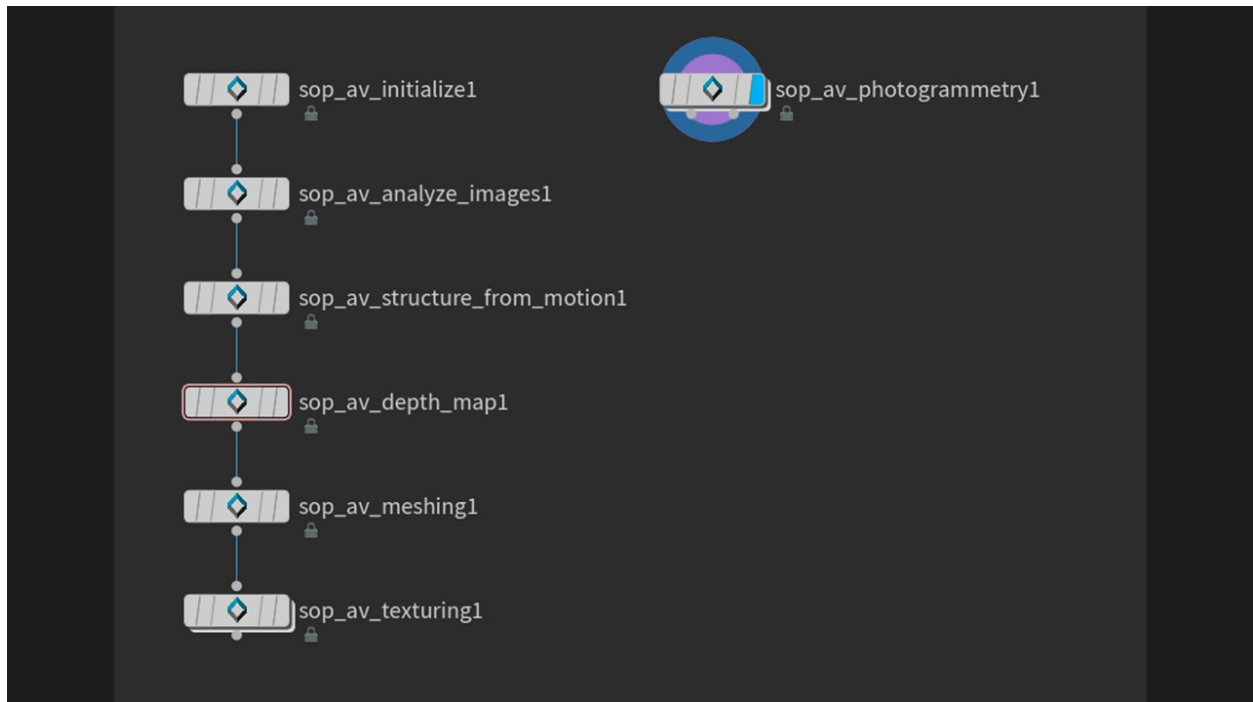 sop_av_initialize1
sop_av_photogrammetry1
sop_av_analyze_images1
sop_av_structure_from_motion1
sop_av_depth_map1
sop_av_meshing1
sop_av_texturing1